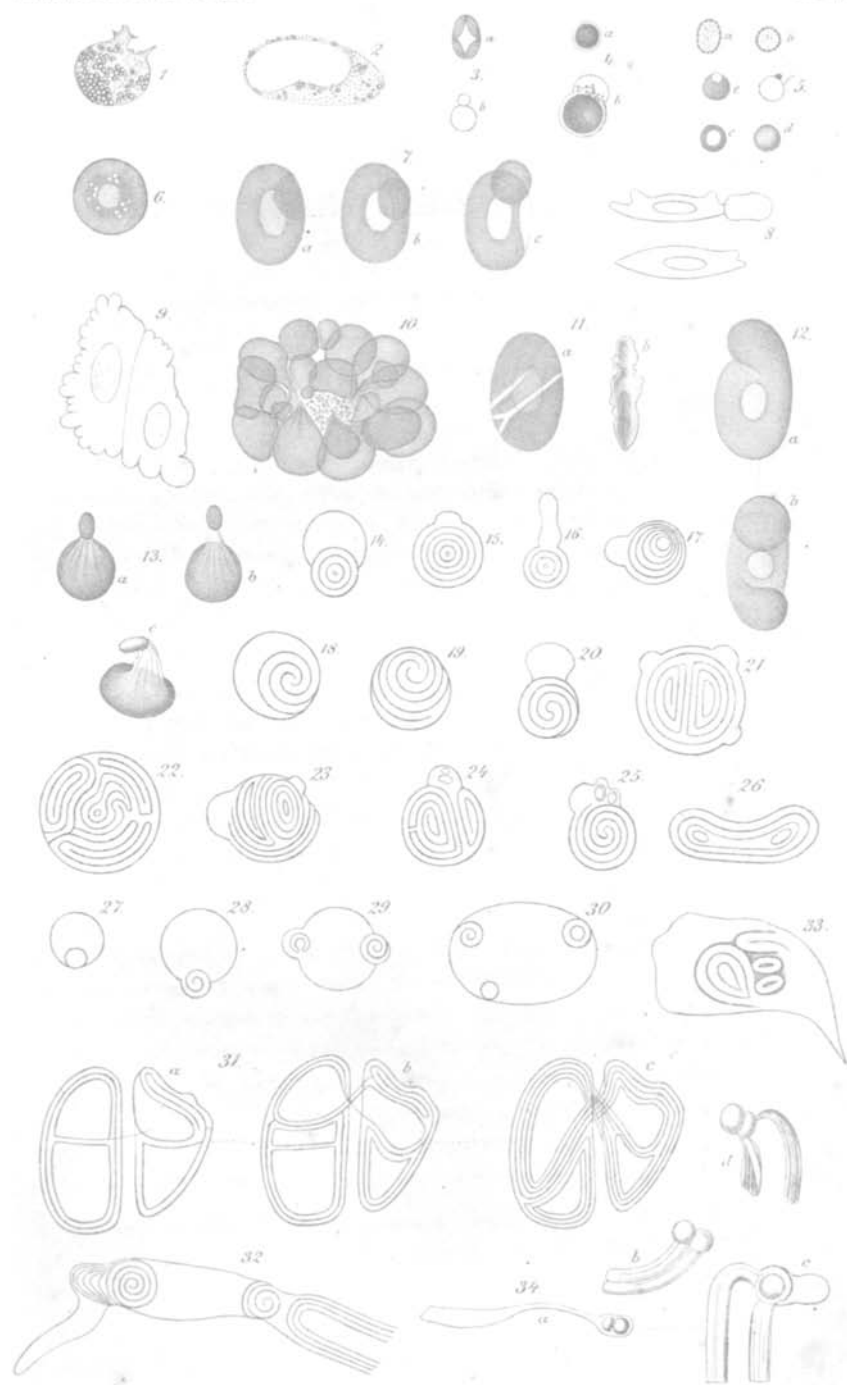 1.
2.
3.
a
b
4.
a
b
5.
a
b
e
c
d
6.
7.
a
b
c
8.
9.
10.
11.
a
b
12.
a
b
13.
a
b
c
14.
15.
16.
17.
18.
19.
20.
21.
22.
23.
24.
25.
26.
27.
28.
29.
30.
33.
31.
a
b
c
d
32.
34.
a
b
c